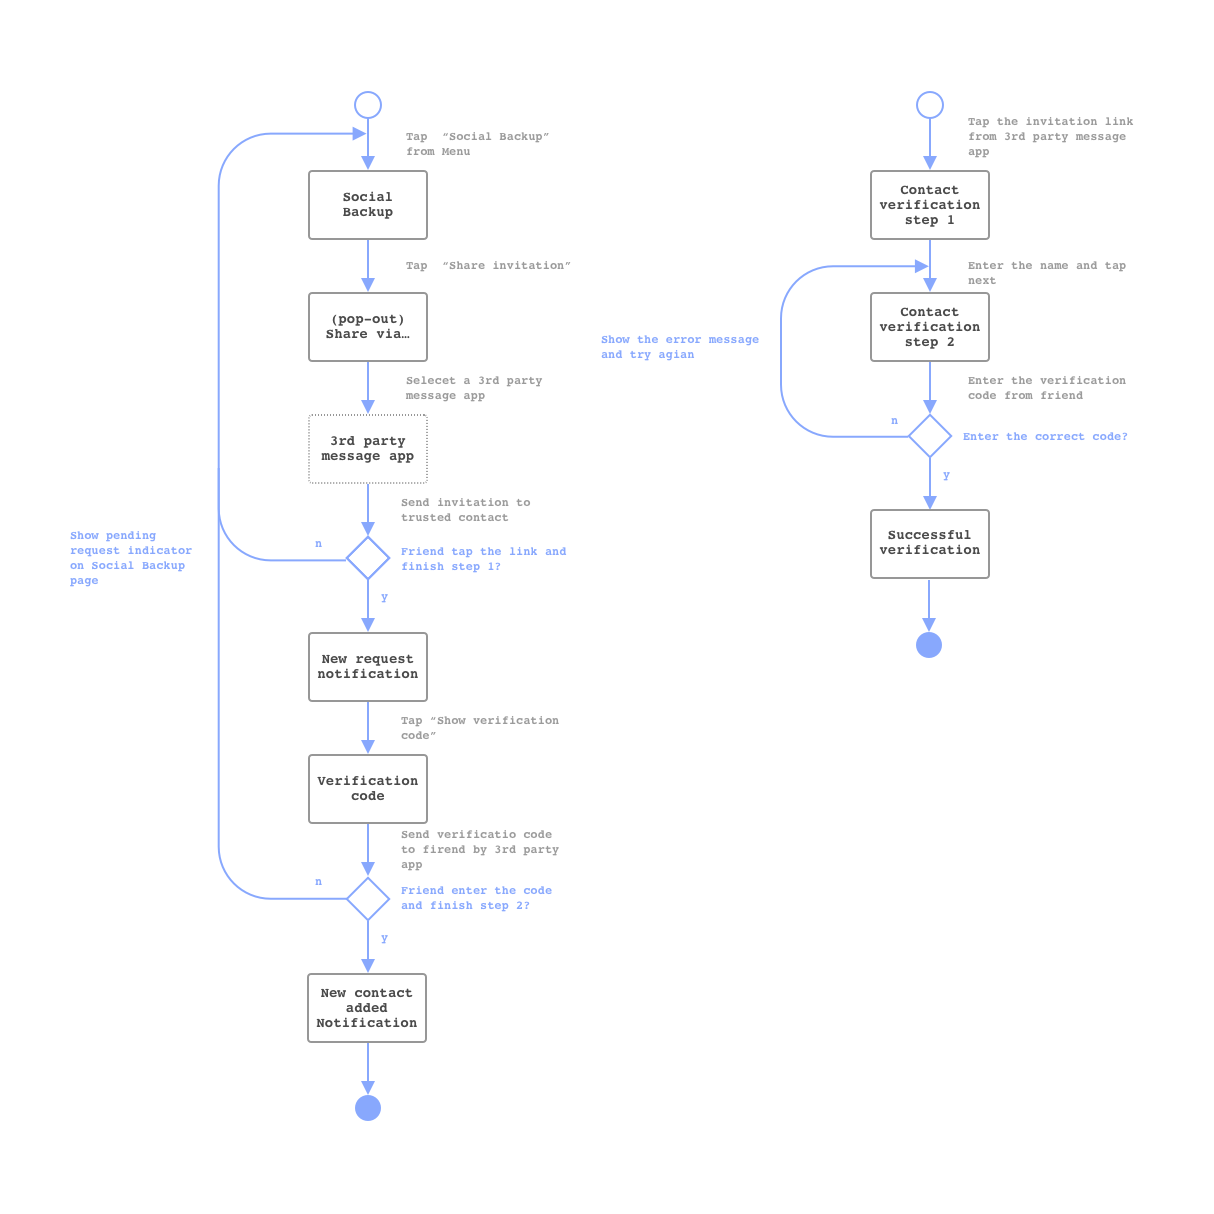 Tap “Social Backup”
from Menu
Social
Backup
Tap “Share invitation”
(pop-out)
Share via…
Selecet a 3rd party
message app
3rd party
message app
Send invitation to
trusted contact
Show pending
request indicator
on Social Backup
page
n
Friend tap the link and
finish step 1?
y
New request
notification
Tap “Show verification
code”
Verification
code
Send verificatio code
to firend by 3rd party
app
n
Friend enter the code
and finish step 2?
y
New contact
added
Notification
Tap the invitation link
from 3rd party message
app
Contact
verification
step 1
Enter the name and tap
next
Contact
verification
step 2
Show the error message
and try agian
Enter the verification
code from friend
n
Enter the correct code?
y
Successful
verification